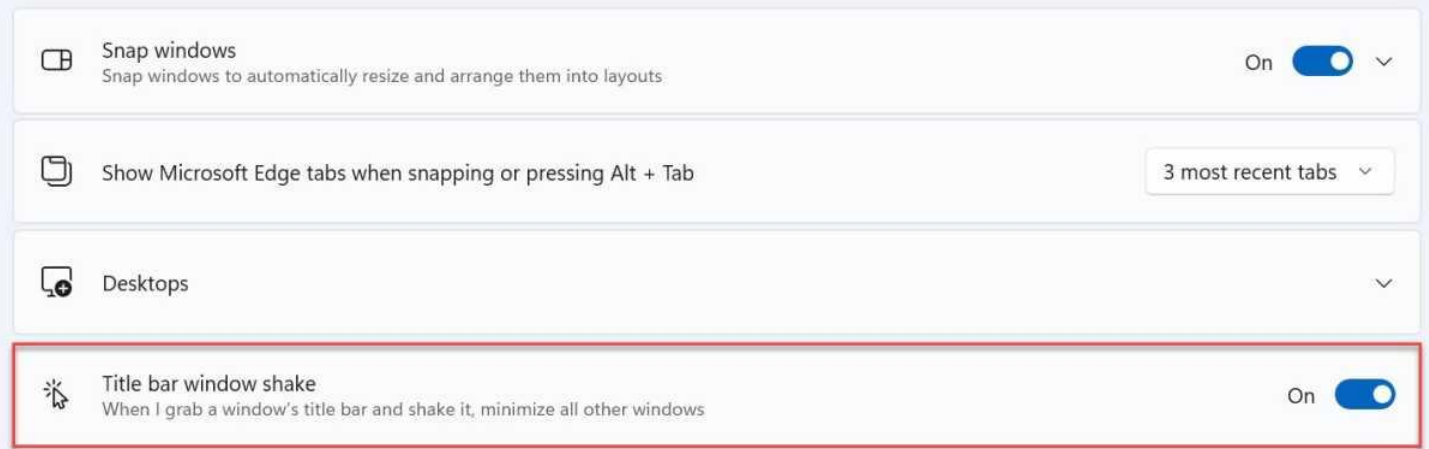 Snap windows
Snap windows to automatically resize and arrange them into layouts
On
Show Microsoft Edge tabs when snapping or pressing Alt + Tab
3 most recent tabs
Desktops
Title bar window shake
When I grab a window's title bar and shake it, minimize all other windows
On